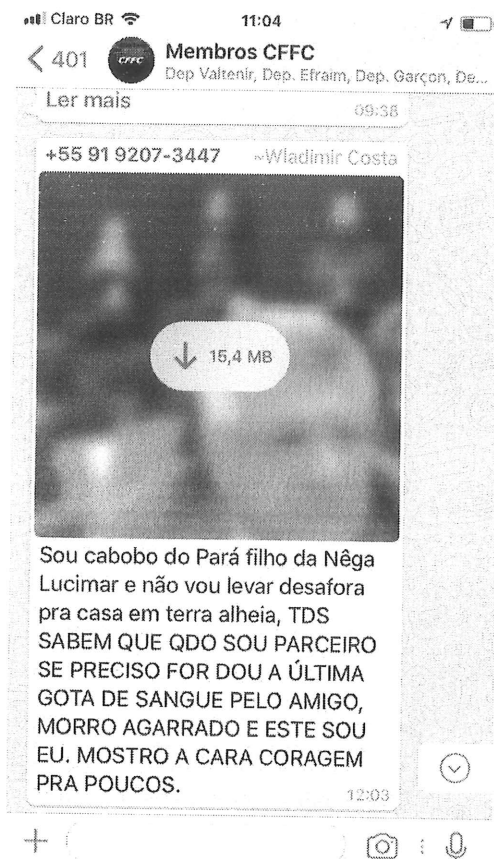 Claro BR
11:04
401
CFFC
Membros CFFC
Dep Valtenir, Dep. Efraim, Dep. Garçon, De...
Ler mais
09:38
+55 91 9207-3447 ~Wladimir Costa
15,4 MB
Sou cabobo do Pará filho da Nêga
Lucimar e não vou levar desafora
pra casa em terra alheia, TDS
SABEM QUE QDO SOU PARCEIRO
SE PRECISO FOR DOU A ÚLTIMA
GOTA DE SANGUE PELO AMIGO,
MORRO AGARRADO E ESTE SOU
EU. MOSTRO A CARA CORAGEM
PRA POUCOS.
12:03